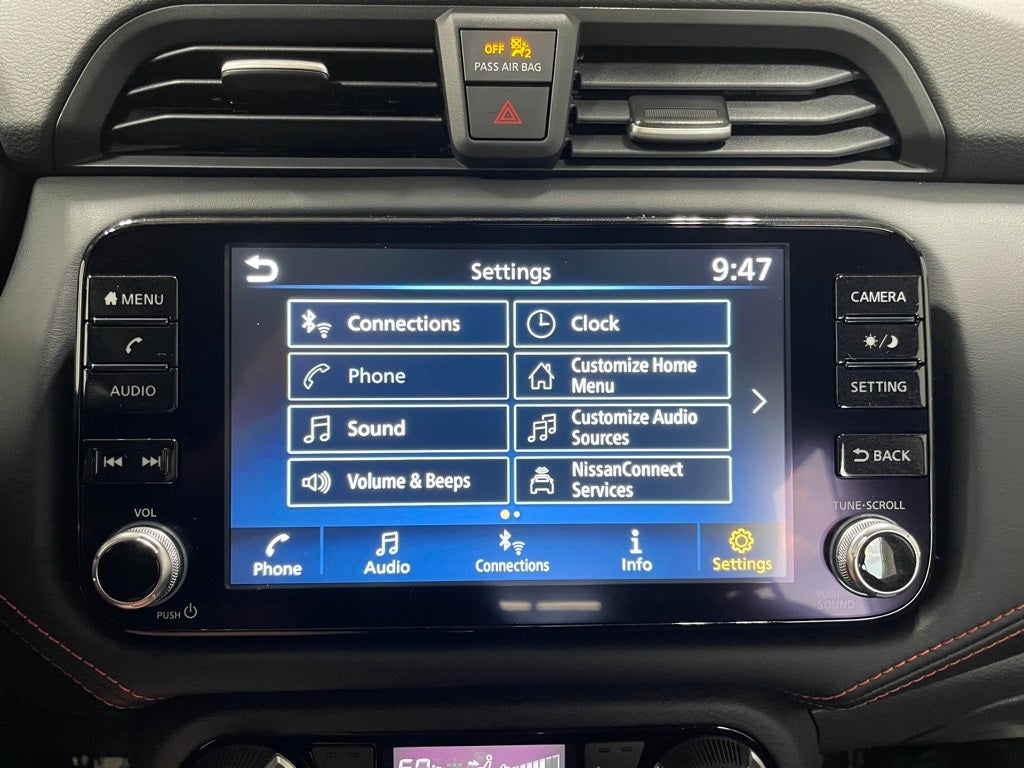 OFF 2
PASS AIR BAG
MENU
AUDIO
VOL
PUSH
Settings 9:47
Connections
Clock
Phone
Customize Home
Menu
Sound
Customize Audio
Sources
Volume & Beeps
NissanConnect
Services
Phone
Audio
Connections
Info
Settings
CAMERA
SETTING
BACK
TUNE·SCROLL
PUSH
SOUND